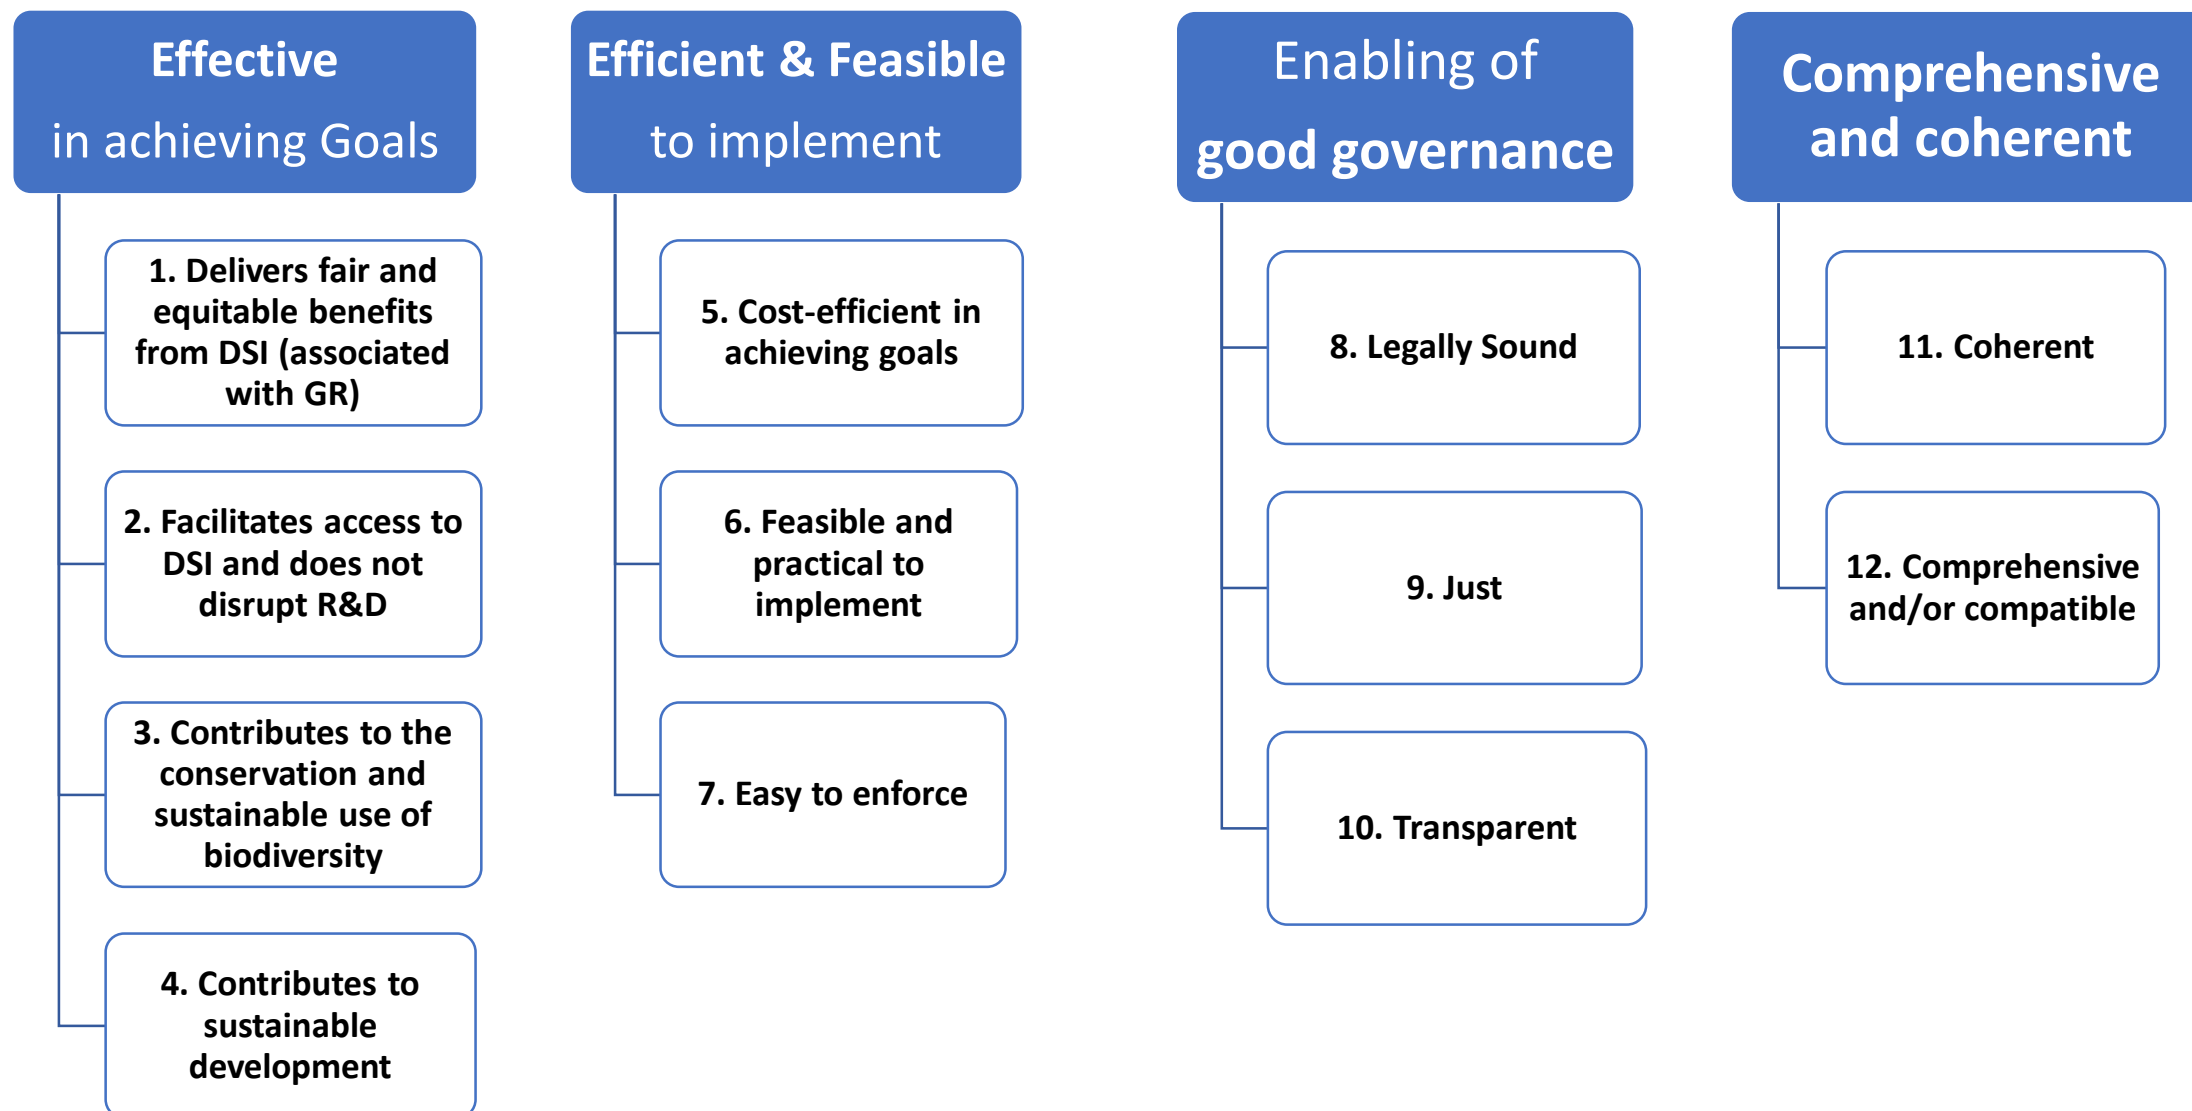 Effective
in achieving Goals
1. Delivers fair and
equitable benefits
from DSI (associated
with GR)
2. Facilitates access to
DSI and does not
disrupt R&D
3. Contributes to the
conservation and
sustainable use of
biodiversity
4. Contributes to
sustainable
development
Efficient & Feasible
to implement
5. Cost-efficient in
achieving goals
6. Feasible and
practical to
implement
7. Easy to enforce
Enabling of
good governance
8. Legally Sound
9. Just
10. Transparent
Comprehensive
and coherent
11. Coherent
12. Comprehensive
and/or compatible